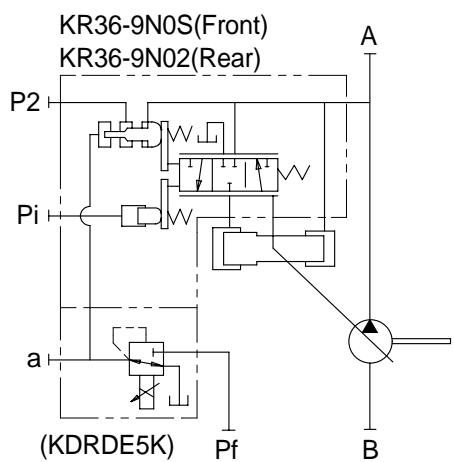 KR36-9N0S(Front)
KR36-9N02(Rear)
A
P2
Pi
a
(KDRDE5K)
Pf
B